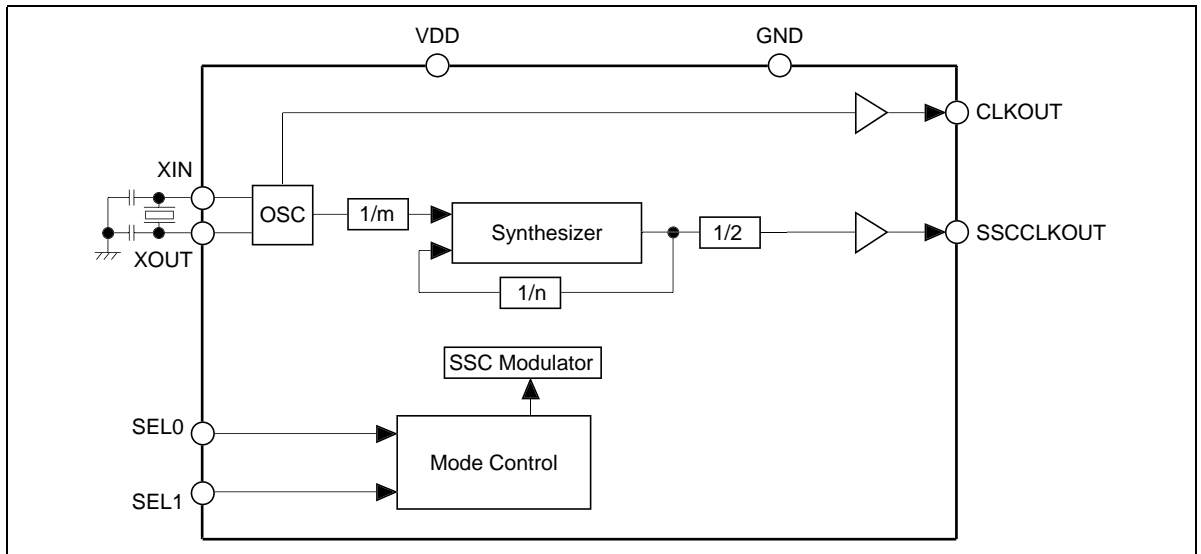 VDD
GND
CLKOUT
XIN
OSC
1/m
Synthesizer
1/2
SSCCLKOUT
XOUT
1/n
SSC Modulator
SEL0
Mode Control
SEL1